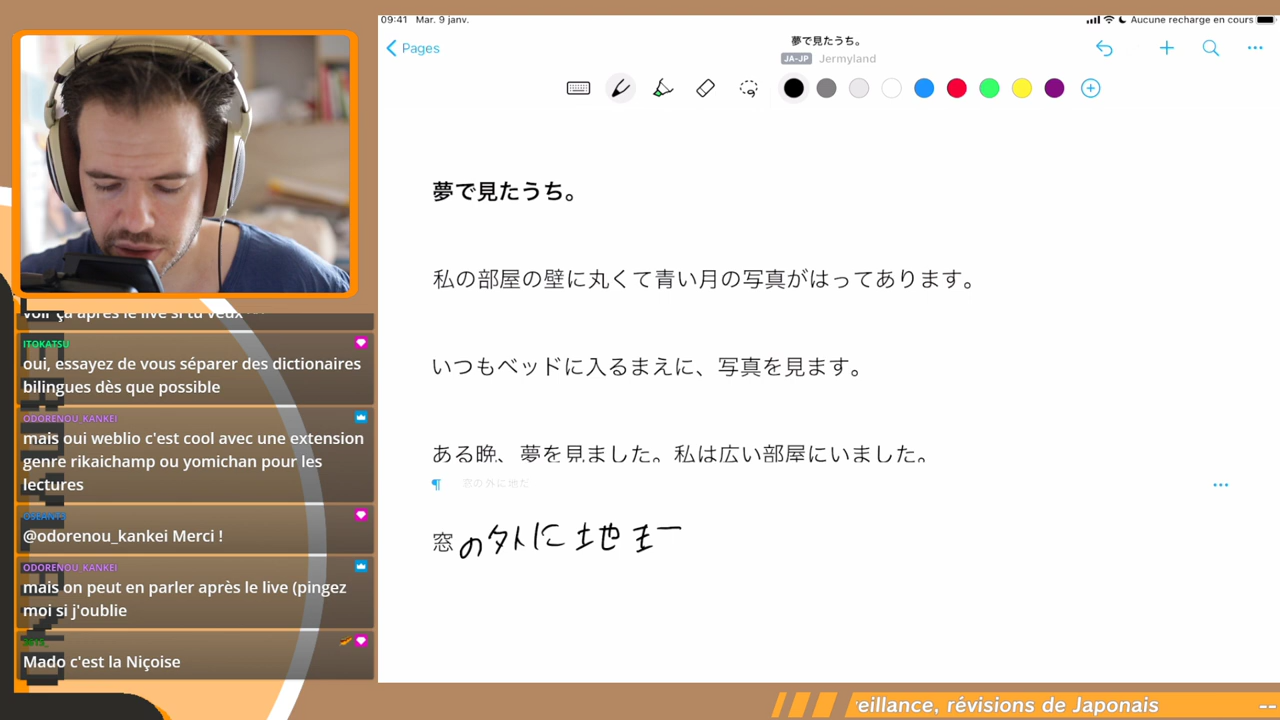 09:41 Mar. 9 janv.
Aucune recharge en cours
Pages
夢で見たうち。
JA-JP Jermyland
夢で見たうち。
私の部屋の壁に丸くて青い月の写真がはってあります。
いつもベッドに入るまえに、写真を見ます。
ある晩、夢を見ました。私は広い部屋にいました。
窓の外に地だ
窓の外に地
voir ça après le live si tu veux
ITOKATSU
oui, essayez de vous séparer des dictionaires
bilingues dès que possible
ODORENOU_KANKEI
mais oui weblio c'est cool avec une extension
genre rikaichamp ou yomichan pour les
lectures
@odorenou_kankei Merci !
ODORENOU_KANKEI
mais on peut en parler après le live (pingez
moi si j'oublie
Mado c'est la Niçoise
eillance, révisions de Japonais --